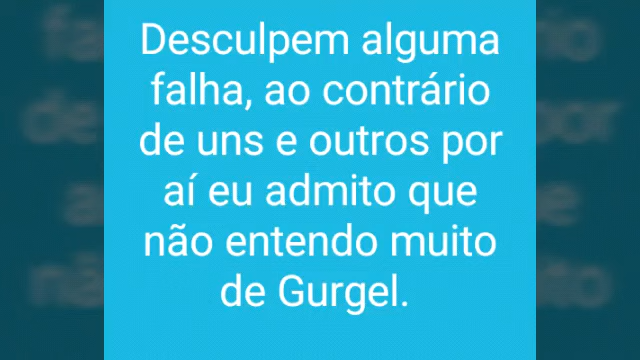 Desculpem alguma
falha, ao contrário
de uns e outros por
aí eu admito que
não entendo muito
de Gurgel.